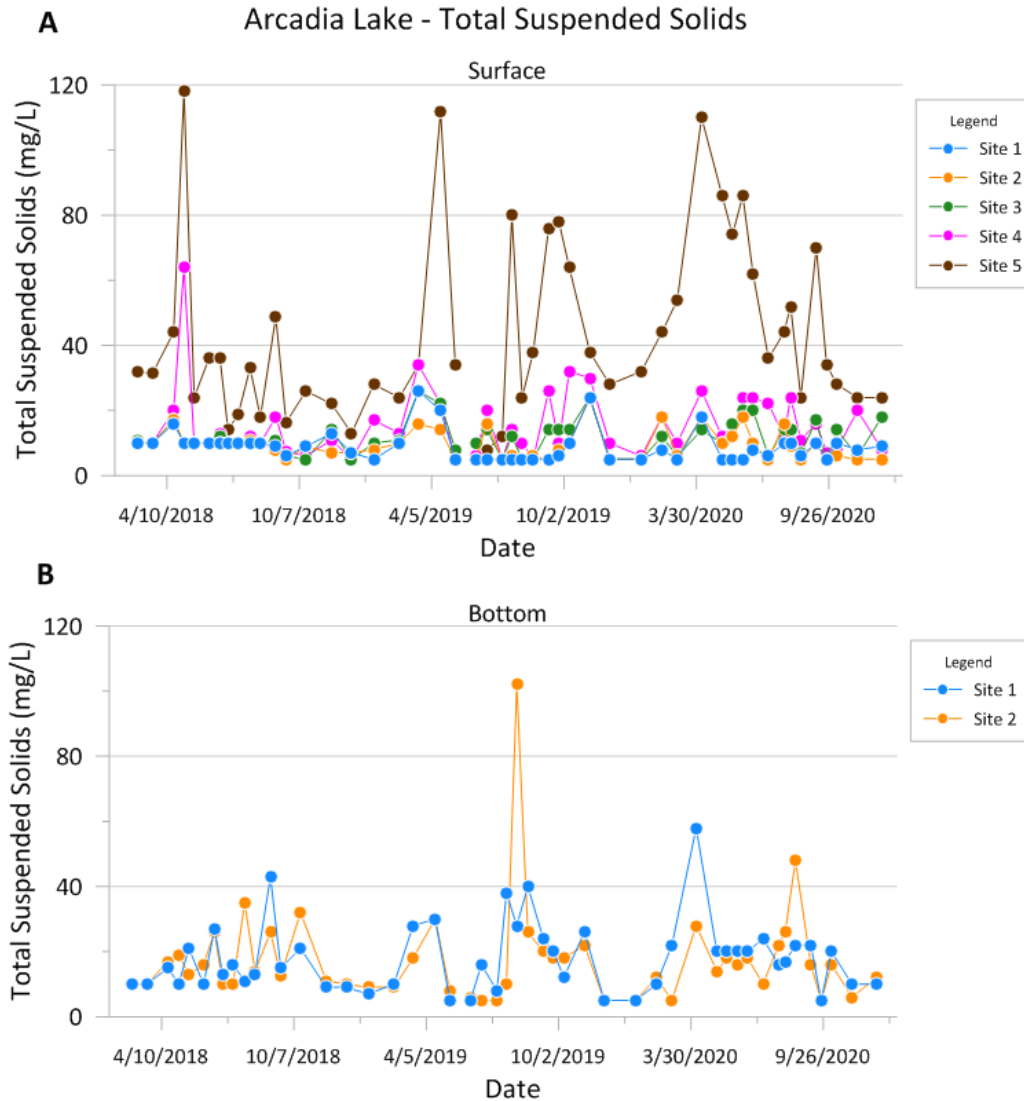 A
Arcadia Lake - Total Suspended Solids
Surface
Total Suspended Solids (mg/L)
120
80
40
0
4/10/2018 10/7/2018 4/5/2019 10/2/2019 3/30/2020 9/26/2020
Date
Legend
Site 1
Site 2
Site 3
Site 4
Site 5
B
Bottom
Total Suspended Solids (mg/L)
120
80
40
0
4/10/2018 10/7/2018 4/5/2019 10/2/2019 3/30/2020 9/26/2020
Date
Legend
Site 1
Site 2